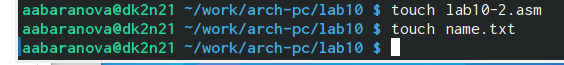 aabaranova@dk2n21 ~/work/arch-pc/lab10 $ touch lab10-2.asm
aabaranova@dk2n21 ~/work/arch-pc/lab10 $ touch name.txt
aabaranova@dk2n21 ~/work/arch-pc/lab10 $